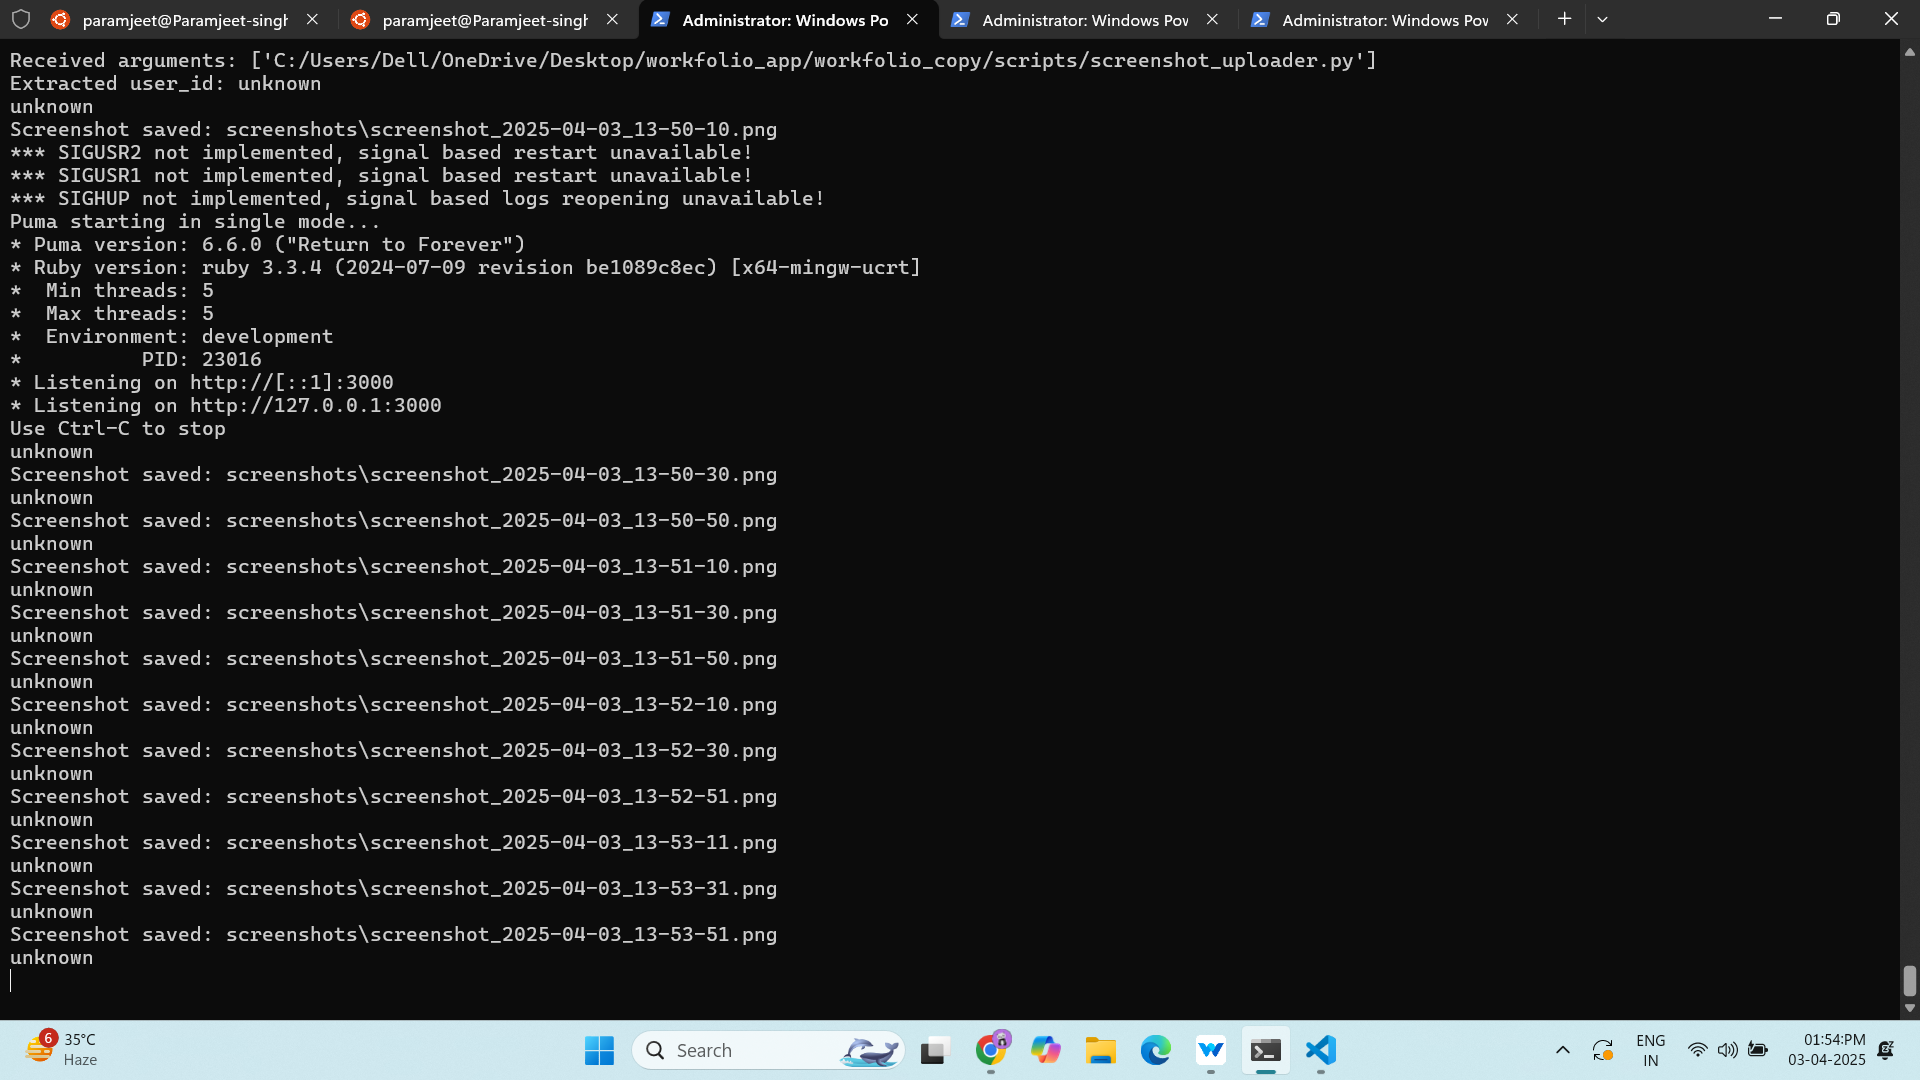 paramjeet@Paramjeet-singh
paramjeet@Paramjeet-singh
Administrator: Windows Po
Administrator: Windows Pow
Administrator: Windows Pow
Received arguments: ['C:/Users/Dell/OneDrive/Desktop/workfolio_app/workfolio_copy/scripts/screenshot_uploader.py']
Extracted user_id: unknown
unknown
Screenshot saved: screenshots\screenshot_2025-04-03_13-50-10.png
*** SIGUSR2 not implemented, signal based restart unavailable!
*** SIGUSR1 not implemented, signal based restart unavailable!
*** SIGHUP not implemented, signal based logs reopening unavailable!
Puma starting in single mode...
* Puma version: 6.6.0 ("Return to Forever")
* Ruby version: ruby 3.3.4 (2024-07-09 revision be1089c8ec) [x64-mingw-ucrt]
*  Min threads: 5
*  Max threads: 5
*  Environment: development
*          PID: 23016
* Listening on http://[::1]:3000
* Listening on http://127.0.0.1:3000
Use Ctrl-C to stop
unknown
Screenshot saved: screenshots\screenshot_2025-04-03_13-50-30.png
unknown
Screenshot saved: screenshots\screenshot_2025-04-03_13-50-50.png
unknown
Screenshot saved: screenshots\screenshot_2025-04-03_13-51-10.png
unknown
Screenshot saved: screenshots\screenshot_2025-04-03_13-51-30.png
unknown
Screenshot saved: screenshots\screenshot_2025-04-03_13-51-50.png
unknown
Screenshot saved: screenshots\screenshot_2025-04-03_13-52-10.png
unknown
Screenshot saved: screenshots\screenshot_2025-04-03_13-52-30.png
unknown
Screenshot saved: screenshots\screenshot_2025-04-03_13-52-51.png
unknown
Screenshot saved: screenshots\screenshot_2025-04-03_13-53-11.png
unknown
Screenshot saved: screenshots\screenshot_2025-04-03_13-53-31.png
unknown
Screenshot saved: screenshots\screenshot_2025-04-03_13-53-51.png
unknown
6
35°C
Haze
Search
ENG
IN
01:54:PM
03-04-2025